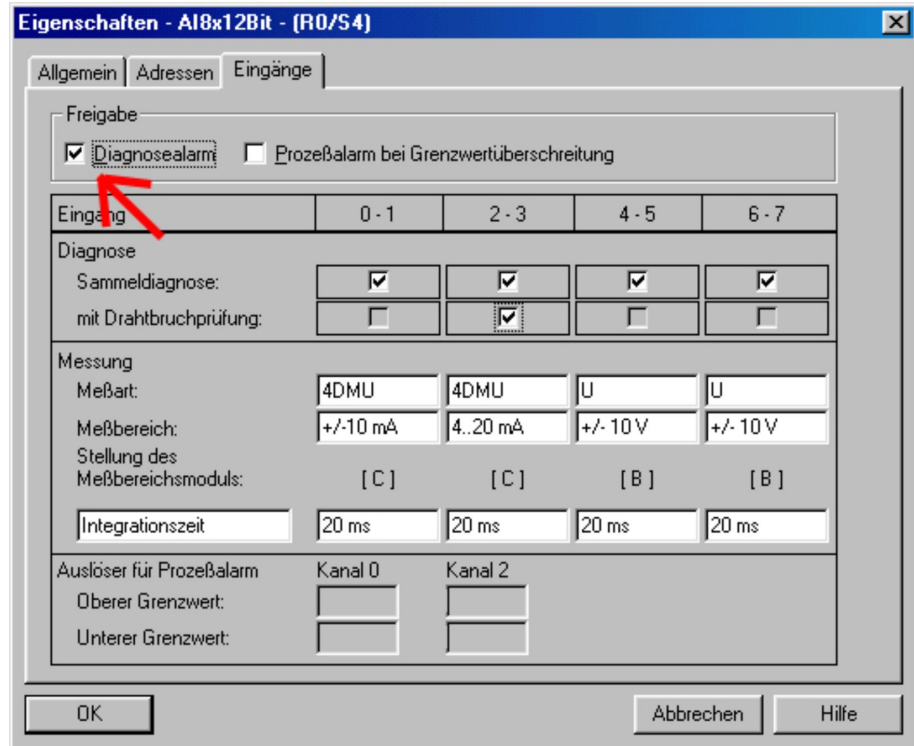 Eigenschaften - AI8x12Bit - (R0/S4)
Allgemein Adressen Eingänge
Freigabe
Diagnosealarm Prozeßalarm bei Grenzwertüberschreitung
Eingang 0 - 1 2 - 3 4 - 5 6 - 7
Diagnose
Sammeldiagnose:
mit Drahtbruchprüfung:
Messung
Meßart: 4DMU 4DMU U U
Meßbereich: +/-10 mA 4..20 mA +/- 10 V +/- 10 V
Stellung des
Meßbereichsmoduls: [ C ] [ C ] [ B ] [ B ]
Integrationszeit 20 ms 20 ms 20 ms 20 ms
Auslöser für Prozeßalarm Kanal 0 Kanal 2
Oberer Grenzwert:
Unterer Grenzwert:
OK Abbrechen Hilfe